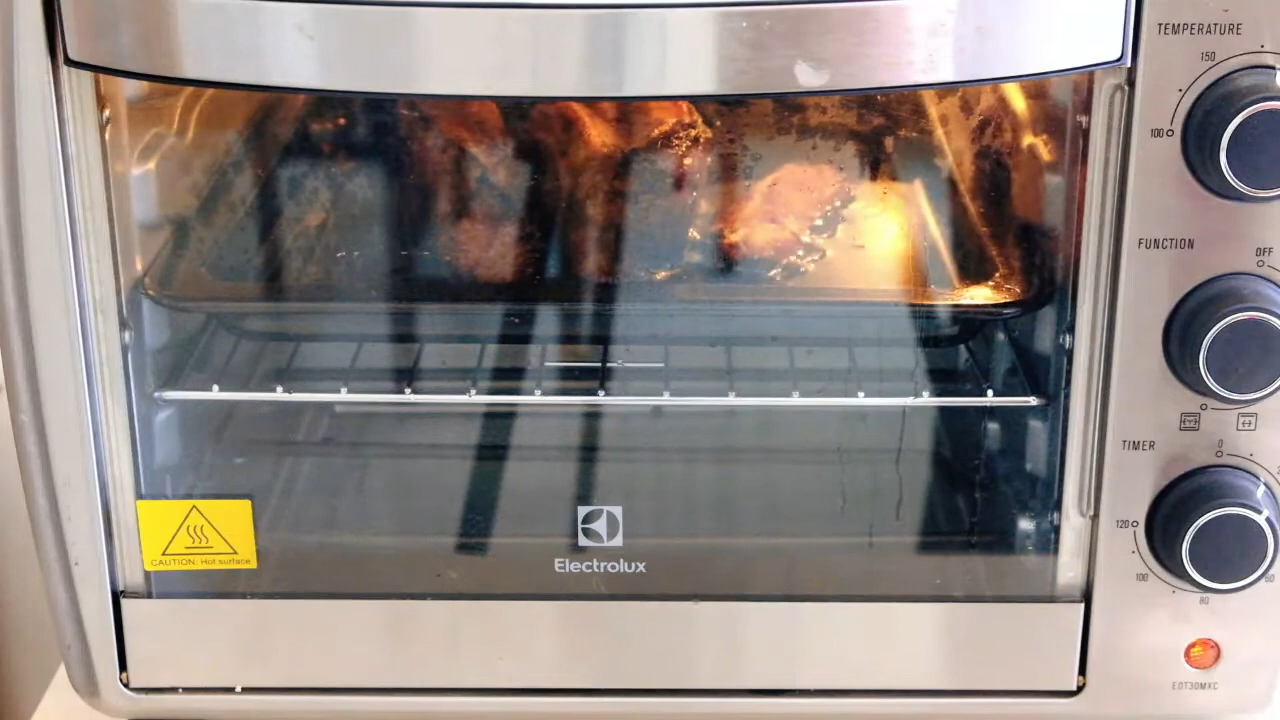 TEMPERATURE
150
100
FUNCTION
OFF
TIMER
0
120
100
80
60
CAUTION: Hot surface
Electrolux
EOT30MXC